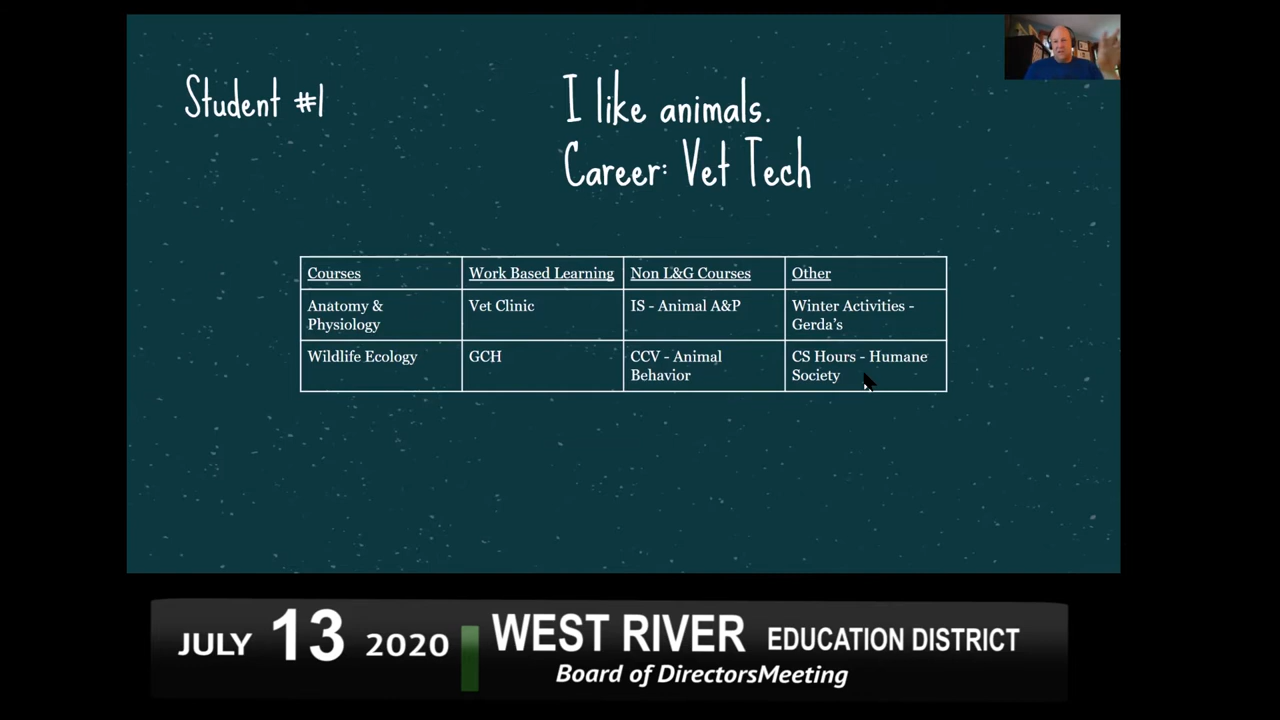 Student #1
I like animals.
Career: Vet Tech
Courses
Work Based Learning
Non L&G Courses
Other
Anatomy &
Physiology
Vet Clinic
IS - Animal A&P
Winter Activities -
Gerda's
Wildlife Ecology
GCH
CCV - Animal
Behavior
CS Hours - Humane
Society
JULY 13 2020
WEST RIVER EDUCATION DISTRICT
Board of DirectorsMeeting